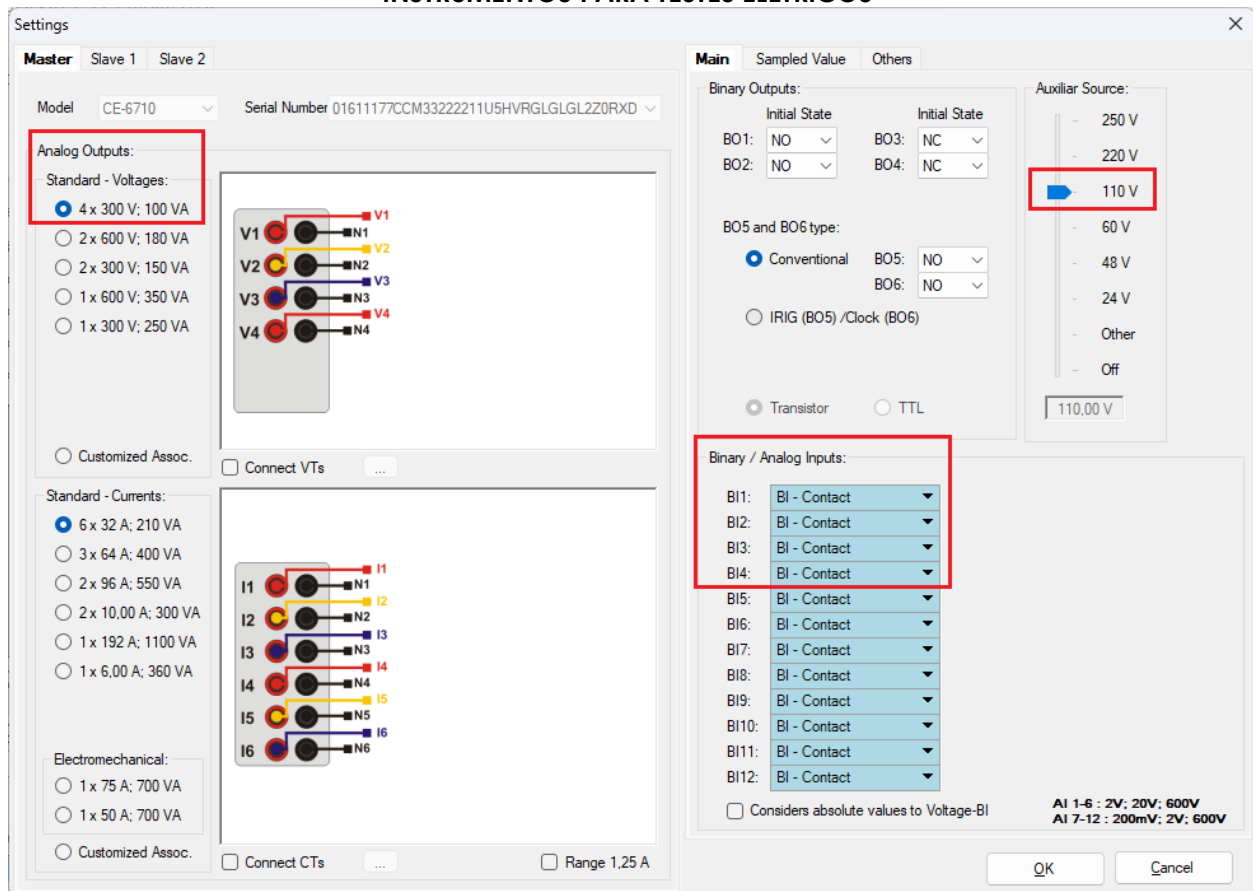 INSTRUMENTOS PARA TESTES ELÉTRICOS
Settings
Master Slave 1 Slave 2
Model CE-6710 Serial Number 01611177CCM33222211U5HVRGLGLGL2Z0RXD
Analog Outputs:
Standard - Voltages:
4 x 300 V; 100 VA
2 x 600 V; 180 VA
2 x 300 V; 150 VA
1 x 600 V; 350 VA
1 x 300 V; 250 VA
Customized Assoc.
V1 V1
N1
V2 V2
N2
V3 V3
N3
V4 V4
N4
Connect VTs ...
Standard - Currents:
6 x 32 A; 210 VA
3 x 64 A; 400 VA
2 x 96 A; 550 VA
2 x 10,00 A; 300 VA
1 x 192 A; 1100 VA
1 x 6,00 A; 360 VA
Electromechanical:
1 x 75 A; 700 VA
1 x 50 A; 700 VA
Customized Assoc.
I1 I1
N1
I2 I2
N2
I3 I3
N3
I4 I4
N4
I5 I5
N5
I6 I6
N6
Connect CTs ... Range 1,25 A
Main Sampled Value Others
Binary Outputs:
Initial State Initial State
BO1: NO BO3: NC
BO2: NO BO4: NC
BO5 and BO6 type:
Conventional BO5: NO
BO6: NO
IRIG (BO5) /Clock (BO6)
Transistor TTL
Auxiliar Source:
250 V
220 V
110 V
60 V
48 V
24 V
Other
Off
110,00 V
Binary / Analog Inputs:
BI1: BI - Contact
BI2: BI - Contact
BI3: BI - Contact
BI4: BI - Contact
BI5: BI - Contact
BI6: BI - Contact
BI7: BI - Contact
BI8: BI - Contact
BI9: BI - Contact
BI10: BI - Contact
BI11: BI - Contact
BI12: BI - Contact
Considers absolute values to Voltage-BI
AI 1-6 : 2V; 20V; 600V
AI 7-12 : 200mV; 2V; 600V
OK Cancel